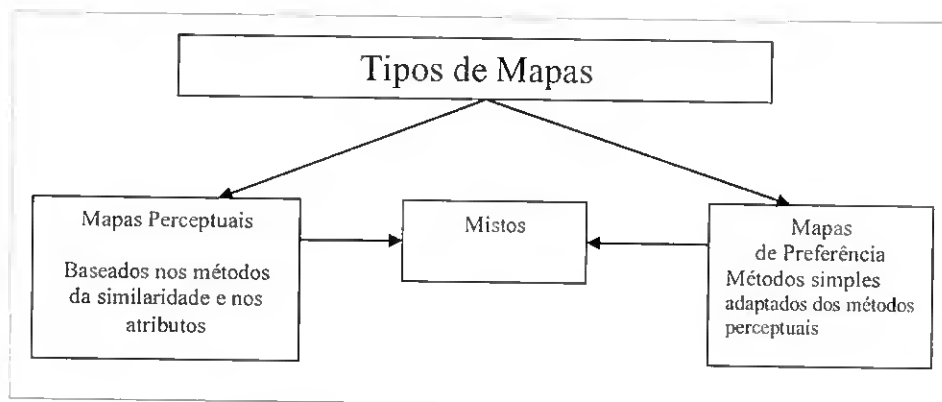 Tipos de Mapas
Mapas Perceptuais
Baseados nos métodos
da similaridade e nos
atributos
Mistos
Mapas
de Preferência
Métodos simples
adaptados dos métodos
perceptuais